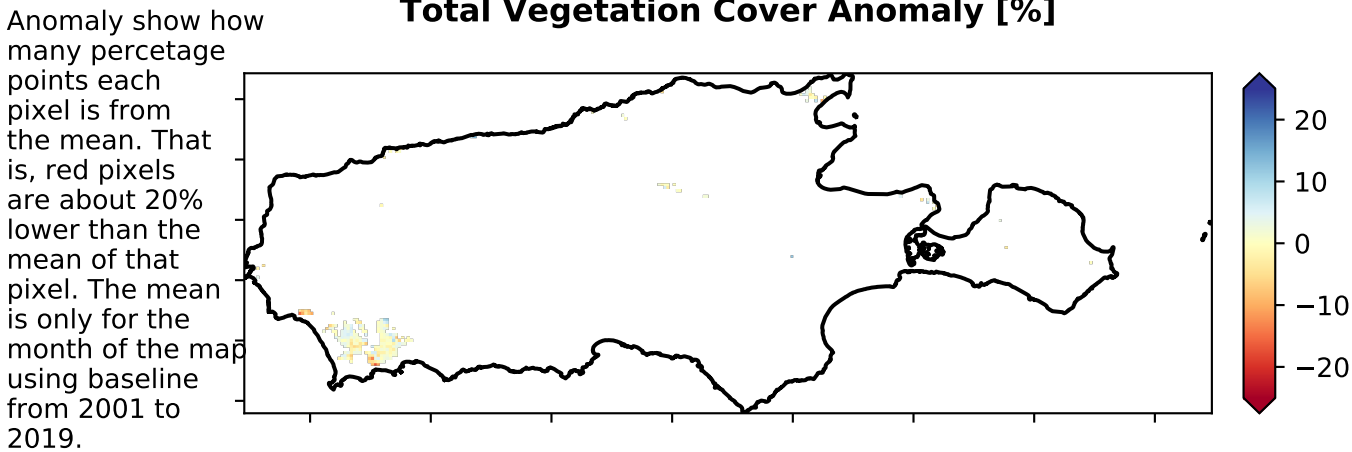 Total Vegetation Cover Anomaly [%]
Anomaly show how
many percetage
points each
pixel is from
the mean. That
is, red pixels
are about 20%
lower than the
mean of that
pixel. The mean
is only for the
month of the map
using baseline
from 2001 to
2019.
20
10
0
−10
−20